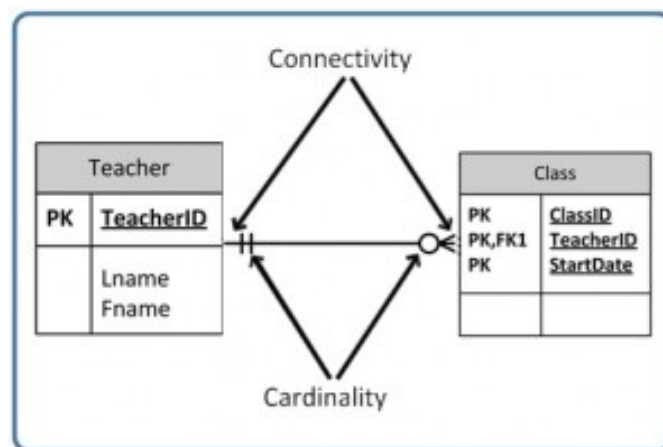 Connectivity
Teacher
PK TeacherID
Lname
Fname
Class
PK ClassID
PK,FK1 TeacherID
PK StartDate
Cardinality